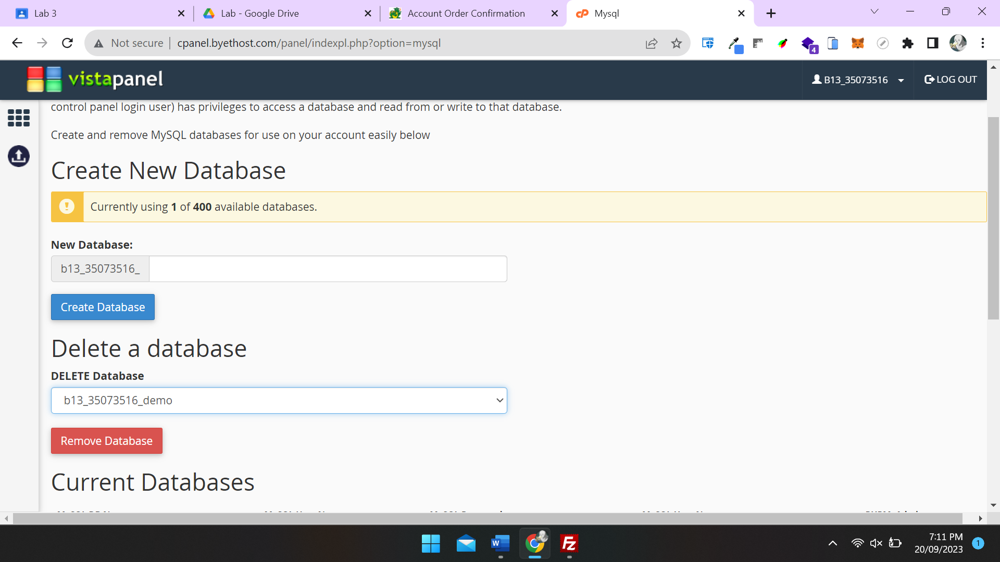 Lab 3
Lab - Google Drive
Account Order Confirmation
Mysql
Not secure
cpanel.byethost.com/panel/indexpl.php?option=mysql
4
vistapanel
B13_35073516
LOG OUT
control panel login user) has privileges to access a database and read from or write to that database.
Create and remove MySQL databases for use on your account easily below
Create New Database
Currently using 1 of 400 available databases.
New Database:
b13_35073516_
Create Database
Delete a database
DELETE Database
b13_35073516_demo
Remove Database
Current Databases
7:11 PM
20/09/2023
1